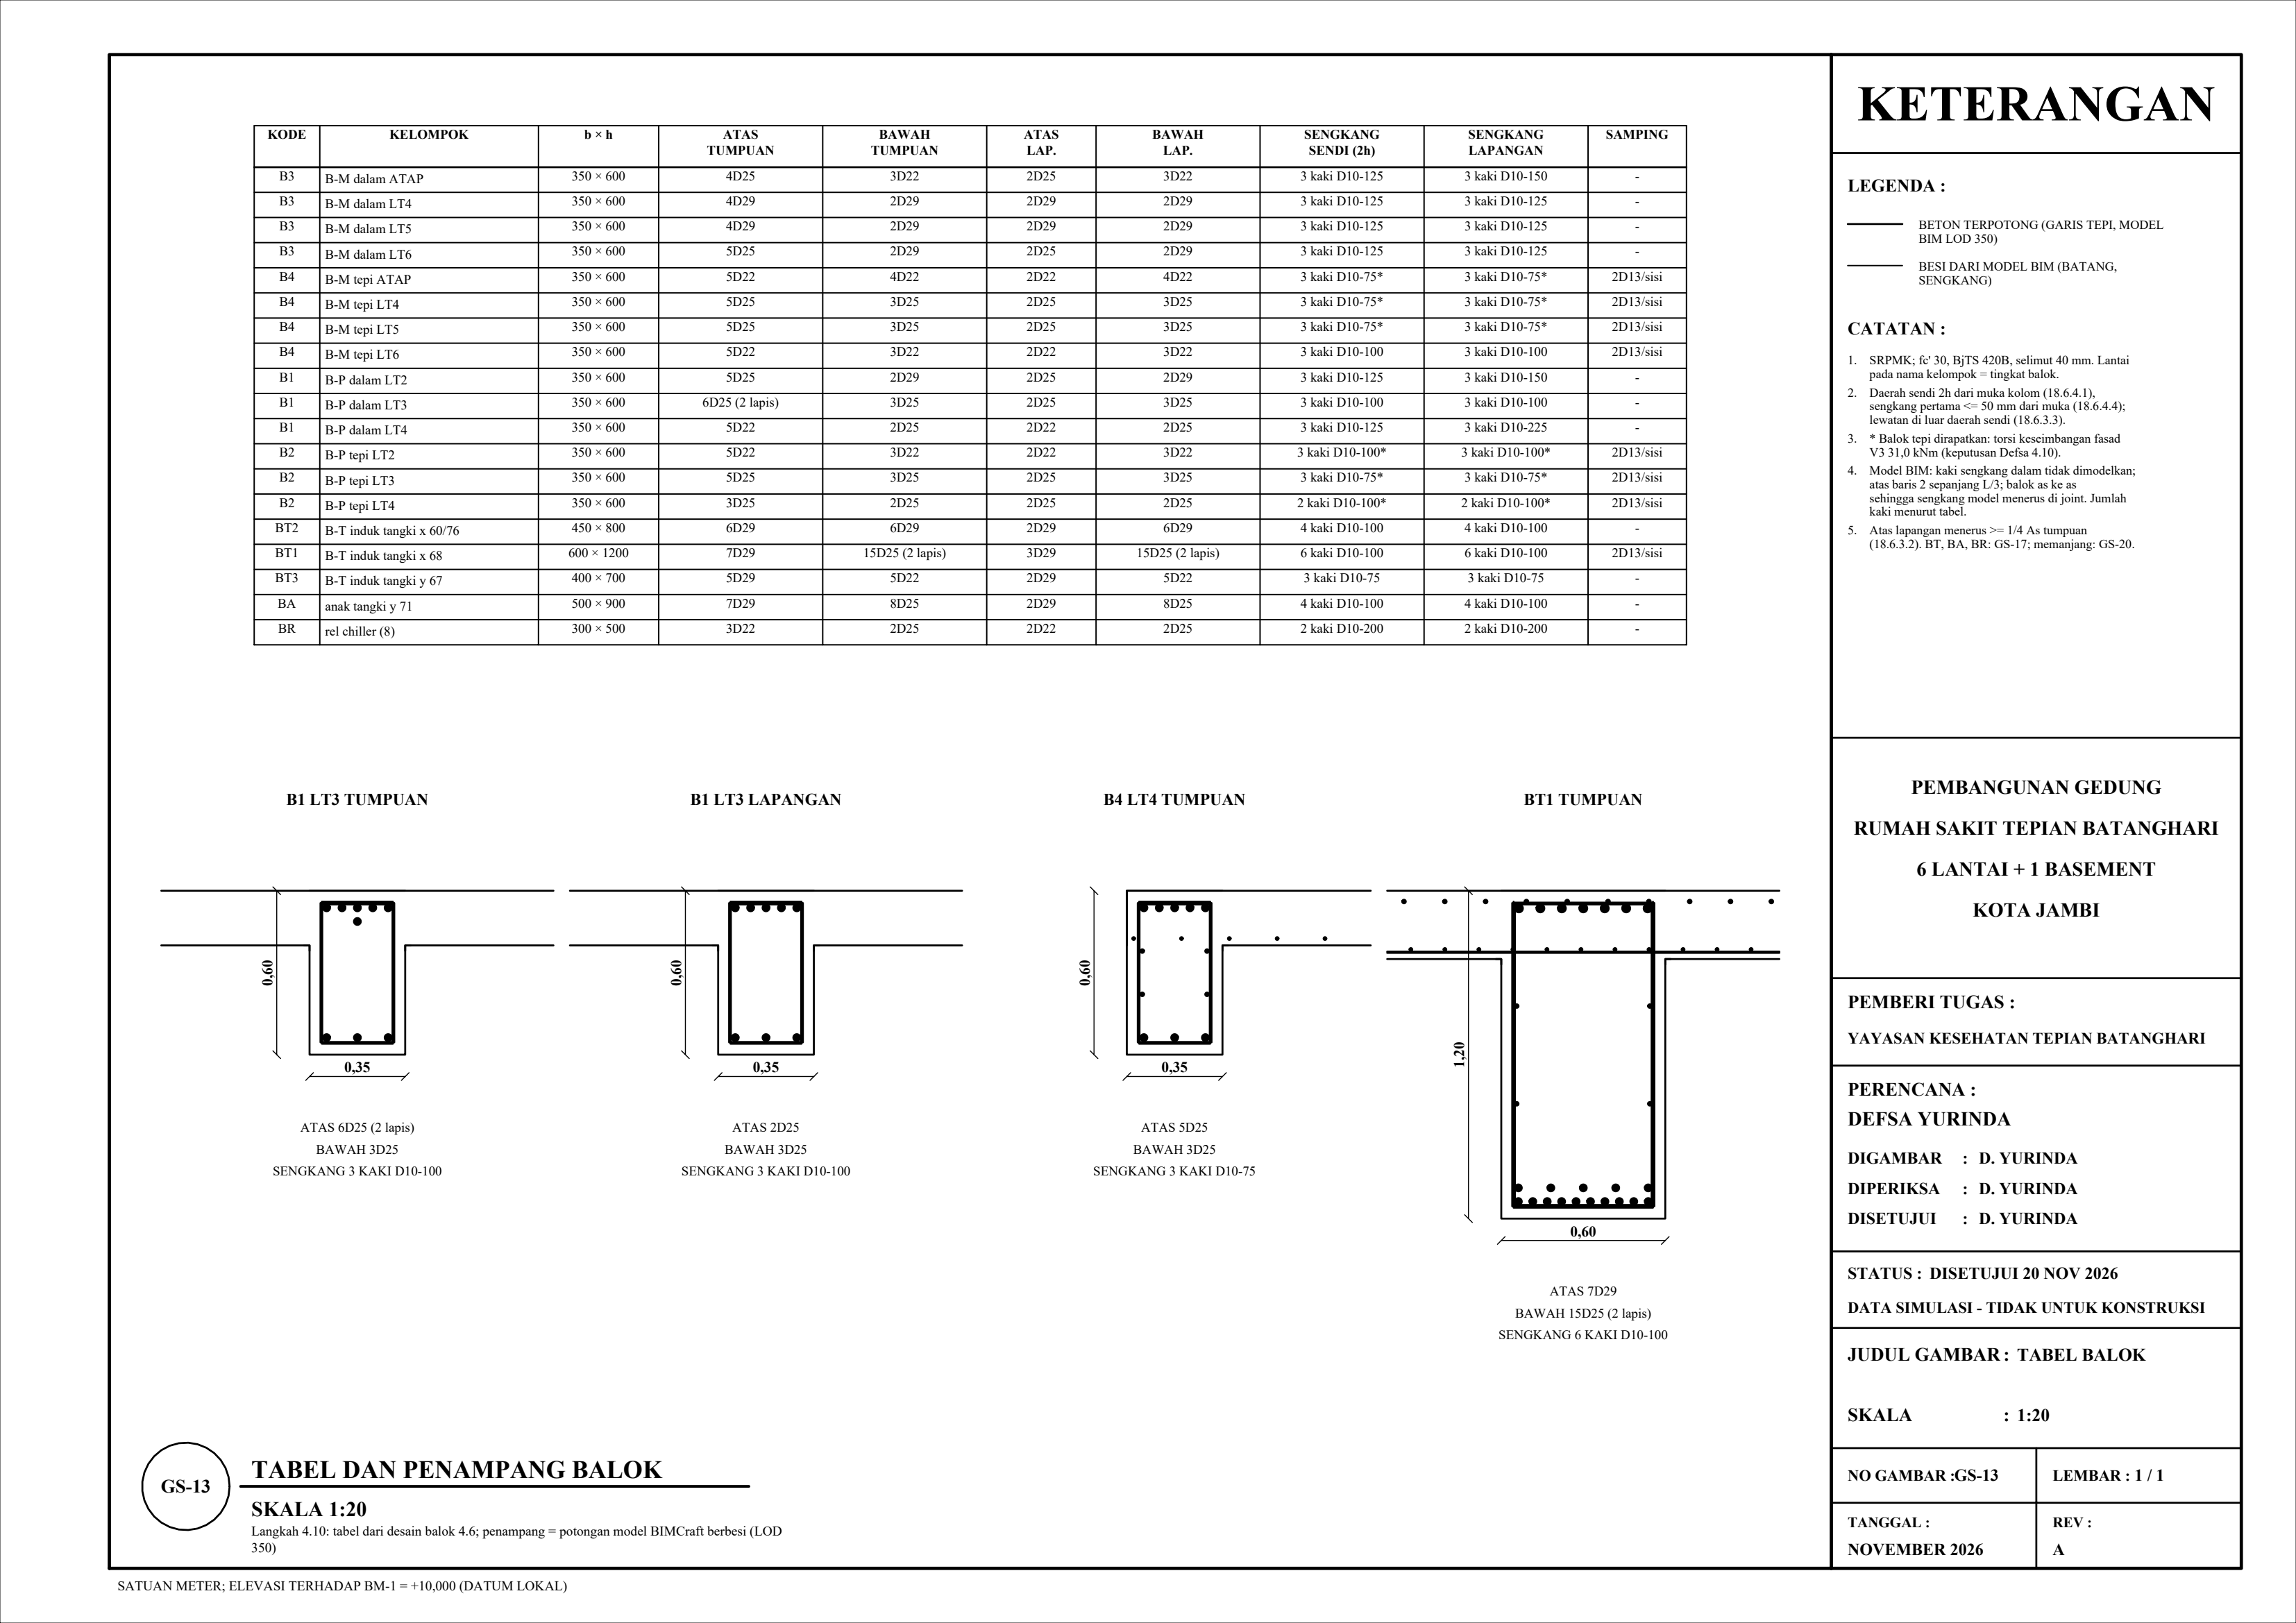 KODE KELOMPOK b × h ATAS TUMPUAN BAWAH TUMPUAN ATAS LAP. BAWAH LAP. SENGKANG SENDI (2h) SENGKANG LAPANGAN SAMPING
B3 B-M dalam ATAP 350 × 600 4D25 3D22 2D25 3D22 3 kaki D10-125 3 kaki D10-150 -
B3 B-M dalam LT4 350 × 600 4D29 2D29 2D29 2D29 3 kaki D10-125 3 kaki D10-125 -
B3 B-M dalam LT5 350 × 600 4D29 2D29 2D29 2D29 3 kaki D10-125 3 kaki D10-125 -
B3 B-M dalam LT6 350 × 600 5D25 2D29 2D25 2D29 3 kaki D10-125 3 kaki D10-125 -
B4 B-M tepi ATAP 350 × 600 5D22 4D22 2D22 4D22 3 kaki D10-75* 3 kaki D10-75* 2D13/sisi
B4 B-M tepi LT4 350 × 600 5D25 3D25 2D25 3D25 3 kaki D10-75* 3 kaki D10-75* 2D13/sisi
B4 B-M tepi LT5 350 × 600 5D25 3D25 2D25 3D25 3 kaki D10-75* 3 kaki D10-75* 2D13/sisi
B4 B-M tepi LT6 350 × 600 5D22 3D22 2D22 3D22 3 kaki D10-100 3 kaki D10-100 2D13/sisi
B1 B-P dalam LT2 350 × 600 5D25 2D29 2D25 2D29 3 kaki D10-125 3 kaki D10-150 -
B1 B-P dalam LT3 350 × 600 6D25 (2 lapis) 3D25 2D25 3D25 3 kaki D10-100 3 kaki D10-100 -
B1 B-P dalam LT4 350 × 600 5D22 2D25 2D22 2D25 3 kaki D10-125 3 kaki D10-225 -
B2 B-P tepi LT2 350 × 600 5D22 3D22 2D22 3D22 3 kaki D10-100* 3 kaki D10-100* 2D13/sisi
B2 B-P tepi LT3 350 × 600 5D25 3D25 2D25 3D25 3 kaki D10-75* 3 kaki D10-75* 2D13/sisi
B2 B-P tepi LT4 350 × 600 3D25 2D25 2D25 2D25 2 kaki D10-100* 2 kaki D10-100* 2D13/sisi
BT2 B-T induk tangki x 60/76 450 × 800 6D29 6D29 2D29 6D29 4 kaki D10-100 4 kaki D10-100 -
BT1 B-T induk tangki x 68 600 × 1200 7D29 15D25 (2 lapis) 3D29 15D25 (2 lapis) 6 kaki D10-100 6 kaki D10-100 2D13/sisi
BT3 B-T induk tangki y 67 400 × 700 5D29 5D22 2D29 5D22 3 kaki D10-75 3 kaki D10-75 -
BA anak tangki y 71 500 × 900 7D29 8D25 2D29 8D25 4 kaki D10-100 4 kaki D10-100 -
BR rel chiller (8) 300 × 500 3D22 2D25 2D22 2D25 2 kaki D10-200 2 kaki D10-200 -
B1 LT3 TUMPUAN
0,60
0,35
ATAS 6D25 (2 lapis)
BAWAH 3D25
SENGKANG 3 KAKI D10-100
B1 LT3 LAPANGAN
0,60
0,35
ATAS 2D25
BAWAH 3D25
SENGKANG 3 KAKI D10-100
B4 LT4 TUMPUAN
0,60
0,35
ATAS 5D25
BAWAH 3D25
SENGKANG 3 KAKI D10-75
BT1 TUMPUAN
1,20
0,60
ATAS 7D29
BAWAH 15D25 (2 lapis)
SENGKANG 6 KAKI D10-100
GS-13
TABEL DAN PENAMPANG BALOK
SKALA 1:20
Langkah 4.10: tabel dari desain balok 4.6; penampang = potongan model BIMCraft berbesi (LOD
350)
SATUAN METER; ELEVASI TERHADAP BM-1 = +10,000 (DATUM LOKAL)
KETERANGAN
LEGENDA :
BETON TERPOTONG (GARIS TEPI, MODEL
BIM LOD 350)
BESI DARI MODEL BIM (BATANG,
SENGKANG)
CATATAN :
1. SRPMK; fc' 30, BjTS 420B, selimut 40 mm. Lantai
pada nama kelompok = tingkat balok.
2. Daerah sendi 2h dari muka kolom (18.6.4.1),
sengkang pertama <= 50 mm dari muka (18.6.4.4);
lewatan di luar daerah sendi (18.6.3.3).
3. * Balok tepi dirapatkan: torsi keseimbangan fasad
V3 31,0 kNm (keputusan Defsa 4.10).
4. Model BIM: kaki sengkang dalam tidak dimodelkan;
atas baris 2 sepanjang L/3; balok as ke as
sehingga sengkang model menerus di joint. Jumlah
kaki menurut tabel.
5. Atas lapangan menerus >= 1/4 As tumpuan
(18.6.3.2). BT, BA, BR: GS-17; memanjang: GS-20.
PEMBANGUNAN GEDUNG
RUMAH SAKIT TEPIAN BATANGHARI
6 LANTAI + 1 BASEMENT
KOTA JAMBI
PEMBERI TUGAS :
YAYASAN KESEHATAN TEPIAN BATANGHARI
PERENCANA :
DEFSA YURINDA
DIGAMBAR : D. YURINDA
DIPERIKSA : D. YURINDA
DISETUJUI : D. YURINDA
STATUS : DISETUJUI 20 NOV 2026
DATA SIMULASI - TIDAK UNTUK KONSTRUKSI
JUDUL GAMBAR : TABEL BALOK
SKALA : 1:20
NO GAMBAR :GS-13 LEMBAR : 1 / 1
TANGGAL : REV :
NOVEMBER 2026 A